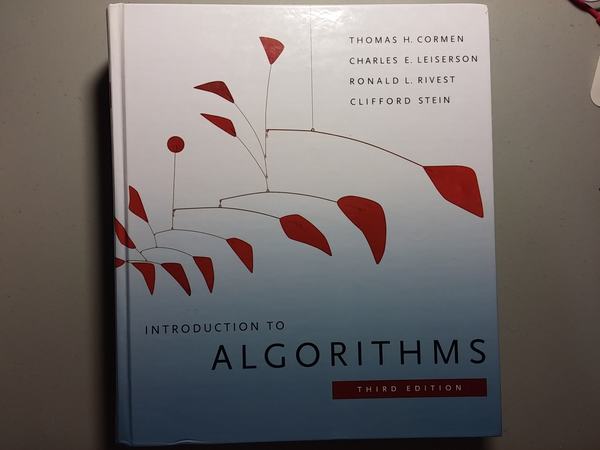 THOMAS H. CORMEN
CHARLES E. LEISERSON
RONALD L. RIVEST
CLIFFORD STEIN
INTRODUCTION TO
ALGORITHMS
THIRD EDITION